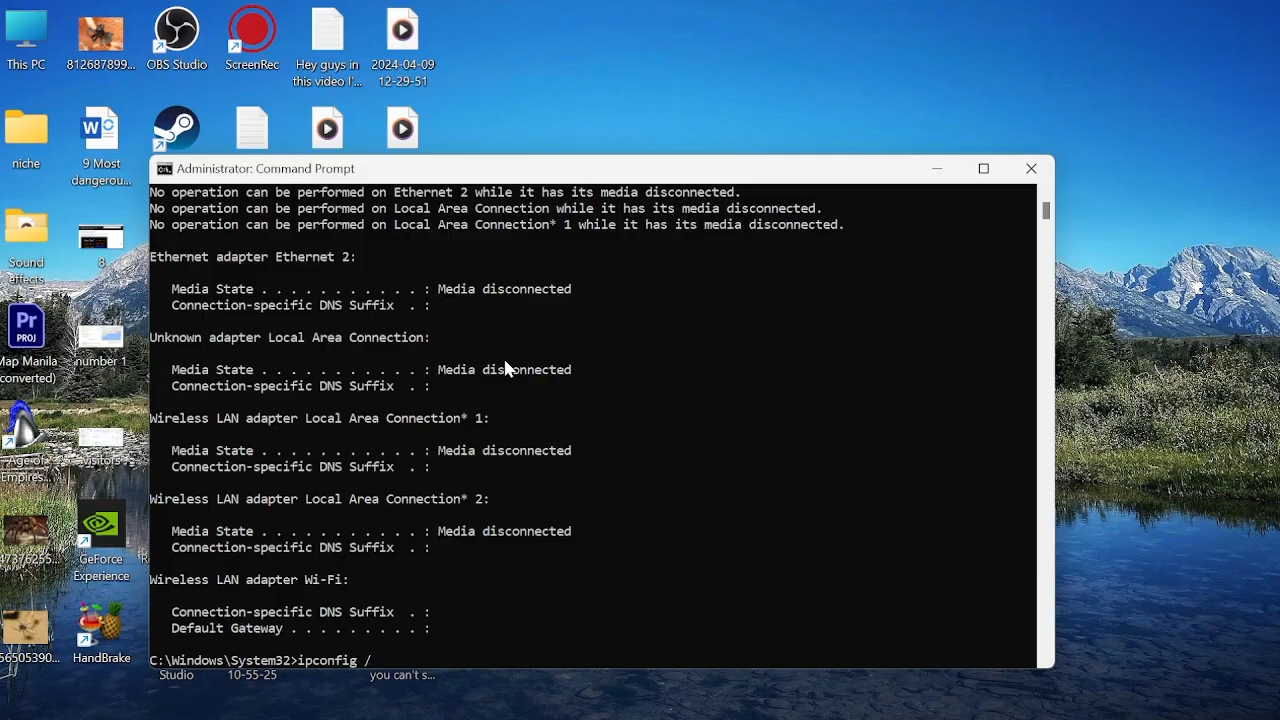 This PC
812687899...
OBS Studio
ScreenRec
Hey guys in
this video I'...
2024-04-09
12-29-51
niche
9 Most
dangerou...
Sound
effects
8
Map Manila
converted)
number 1
Age of
Empires...
visitors
47376255...
GeForce
Experience
56505390...
HandBrake
Studio
10-55-25
you can't s...
Administrator: Command Prompt
No operation can be performed on Ethernet 2 while it has its media disconnected.
No operation can be performed on Local Area Connection while it has its media disconnected.
No operation can be performed on Local Area Connection* 1 while it has its media disconnected.
Ethernet adapter Ethernet 2:
Media State . . . . . . . . . . . : Media disconnected
Connection-specific DNS Suffix . :
Unknown adapter Local Area Connection:
Media State . . . . . . . . . . . : Media disconnected
Connection-specific DNS Suffix . :
Wireless LAN adapter Local Area Connection* 1:
Media State . . . . . . . . . . . : Media disconnected
Connection-specific DNS Suffix . :
Wireless LAN adapter Local Area Connection* 2:
Media State . . . . . . . . . . . : Media disconnected
Connection-specific DNS Suffix . :
Wireless LAN adapter Wi-Fi:
Connection-specific DNS Suffix . :
Default Gateway . . . . . . . . . :
C:\Windows\System32>ipconfig /